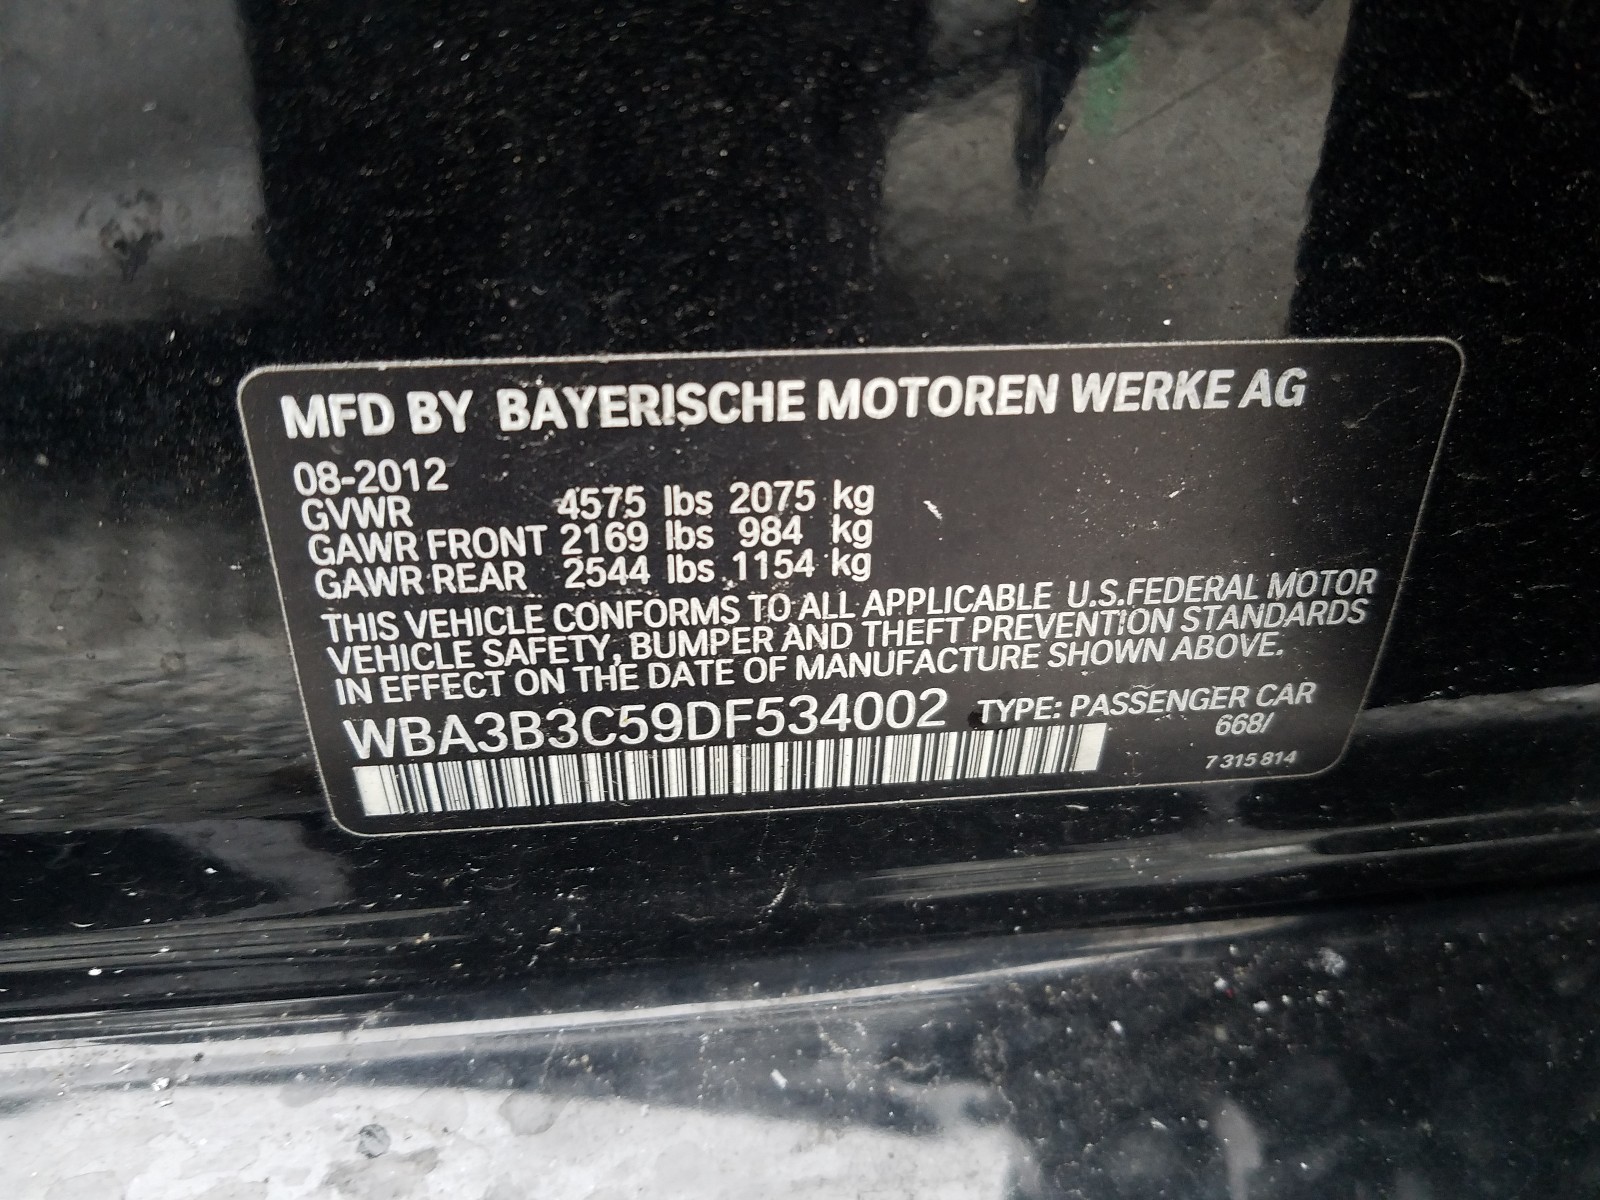 MFD BY BAYERISCHE MOTOREN WERKE AG
08-2012
GVWR 4575 lbs 2075 kg
GAWR FRONT 2169 lbs 984 kg
GAWR REAR 2544 lbs 1154 kg
THIS VEHICLE CONFORMS TO ALL APPLICABLE U.S.FEDERAL MOTOR
VEHICLE SAFETY, BUMPER AND THEFT PREVENTION STANDARDS
IN EFFECT ON THE DATE OF MANUFACTURE SHOWN ABOVE.
WBA3B3C59DF534002 TYPE: PASSENGER CAR
668/
7 315 814